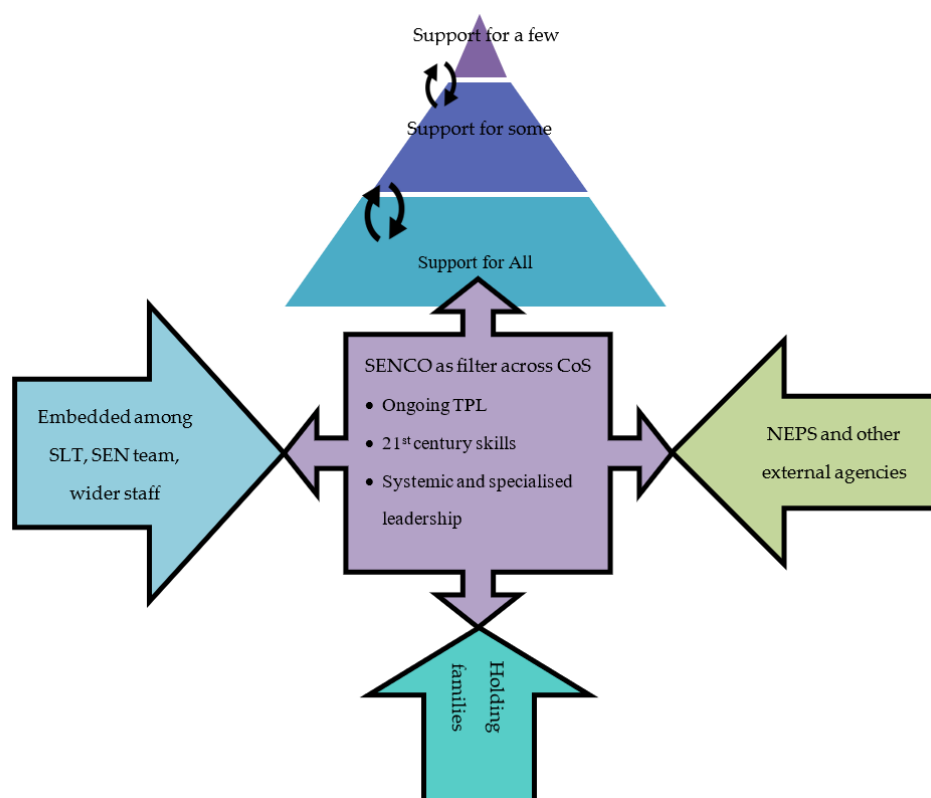 Support for a few
Support for some
Support for All
SENCO as filter across CoS
• Ongoing TPL
• 21st century skills
• Systemic and specialised
leadership
Embedded among
SLT, SEN team,
wider staff
NEPS and other
external agencies
Holding
families